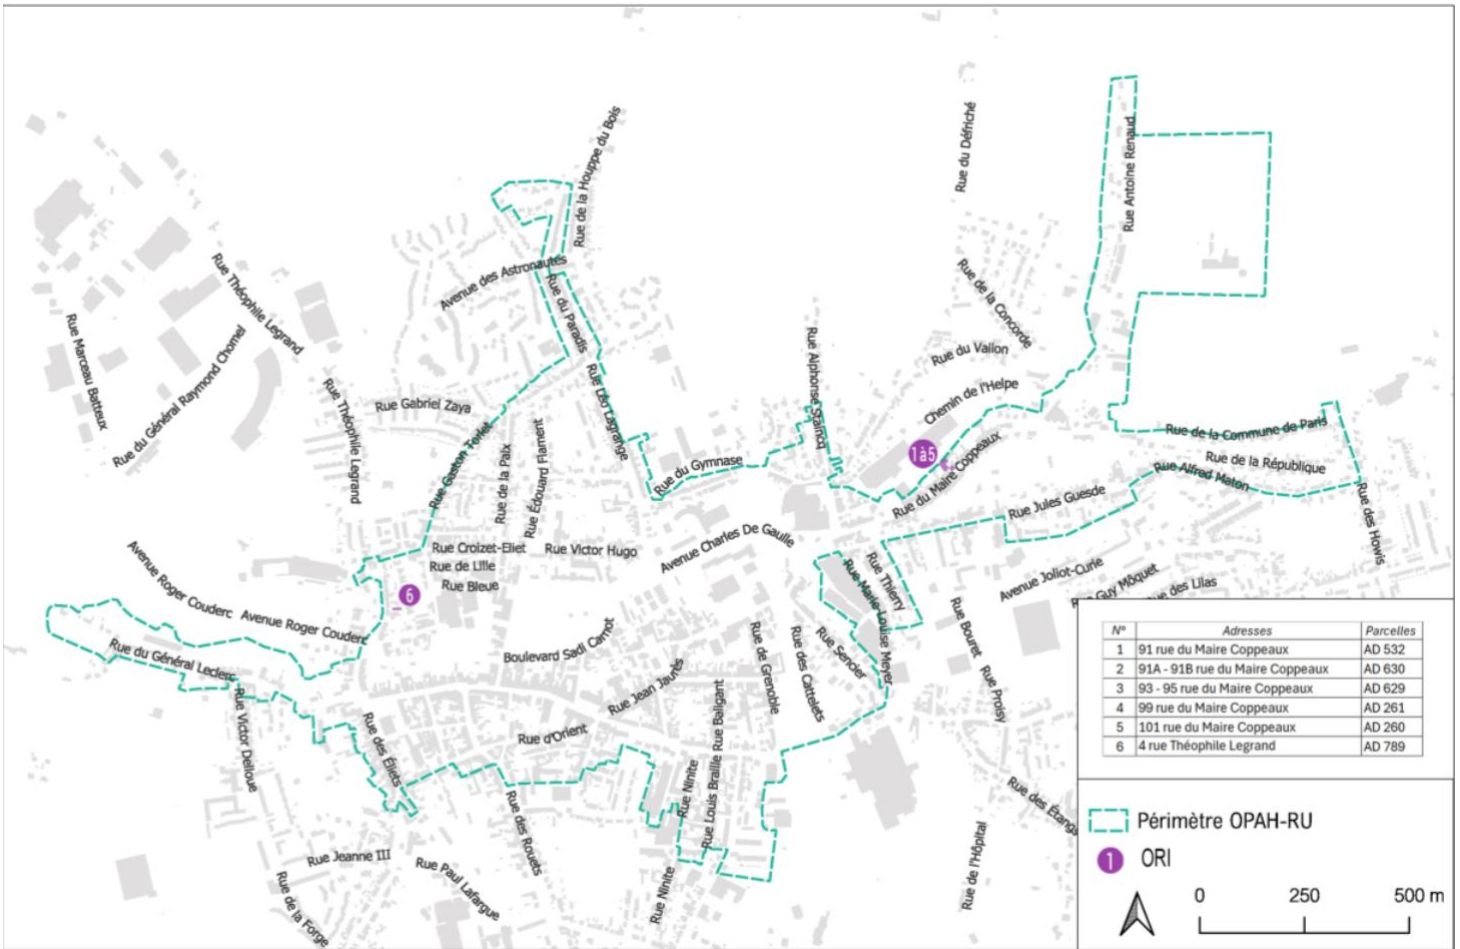 Rue de la Houppe du Bois
Rue du Défriché
Rue Antoine Renaud
Rue Théophile Legrand
Avenue des Astronautes
Rue du Paradis
Rue de la Concorde
Rue du Vallon
Rue Marceau Batteux
Rue du Général Raymond Chomel
Rue Théophile Legrand
Rue Gabriel Zaya
Rue Léo Lagrange
Rue Alphonse Staincq
Chemin de l'Helpe
Rue Gaston Torlet
Rue de la Paix
Rue Édouard Flament
Rue du Gymnase
1à5
Rue du Maire Coppeaux
Rue de la Commune de Paris
Rue de la République
Rue Alfred Maton
Rue Jules Guesde
Rue des Howis
Avenue Charles De Gaulle
Rue Croizet-Eliet
Rue Victor Hugo
Rue de Lille
Rue Bleue
6
Avenue Roger Couderc
Avenue Roger Couderc
Rue Thierry
Rue Marie-Louise Meyer
Avenue Joliot-Curie
Rue Guy Môquet
Rue des Lilas
Rue du Général Leclerc
Boulevard Sadi Carnot
Rue Bouret
Rue Proisy
Rue de Grenoble
Rue des Cattelets
Rue Sender
Rue Jean Jaurès
Rue Baligant
Rue d'Orient
Rue Victor Delloue
Rue des Éliets
Rue Ninite
Rue Louis Braille
Rue des Rouets
Rue des Étangs
Rue de l'Hôpital
Rue Jeanne III
Rue Paul Lafargue
Rue de la Forge
Rue Ninite
N° Adresses Parcelles
1 91 rue du Maire Coppeaux AD 532
2 91A - 91B rue du Maire Coppeaux AD 630
3 93 - 95 rue du Maire Coppeaux AD 629
4 99 rue du Maire Coppeaux AD 261
5 101 rue du Maire Coppeaux AD 260
6 4 rue Théophile Legrand AD 789
Périmètre OPAH-RU
1 ORI
0 250 500 m